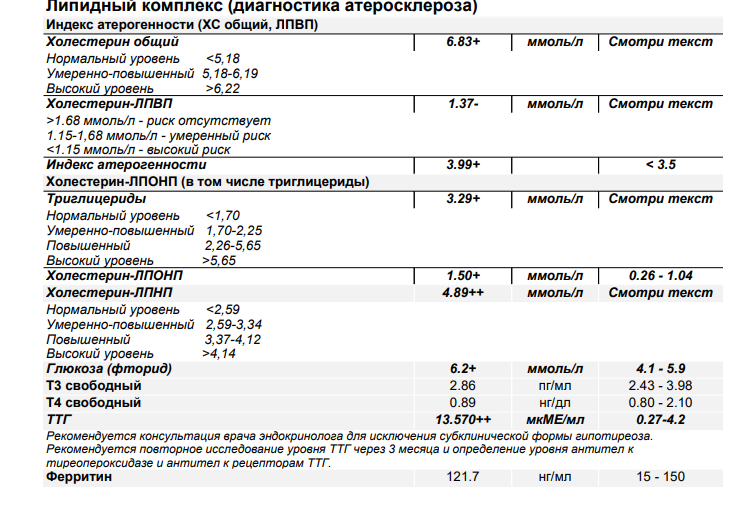 Липидный комплекс (диагностика атеросклероза)
Индекс атерогенности (ХС общий, ЛПВП)
Холестерин общий 6.83+ ммоль/л Смотри текст
Нормальный уровень <5,18
Умеренно-повышенный 5,18-6,19
Высокий уровень >6,22
Холестерин-ЛПВП 1.37- ммоль/л Смотри текст
>1.68 ммоль/л - риск отсутствует
1.15-1,68 ммоль/л - умеренный риск
<1.15 ммоль/л - высокий риск
Индекс атерогенности 3.99+ < 3.5
Холестерин-ЛПОНП (в том числе триглицериды)
Триглицериды 3.29+ ммоль/л Смотри текст
Нормальный уровень <1,70
Умеренно-повышенный 1,70-2,25
Повышенный 2,26-5,65
Высокий уровень >5,65
Холестерин-ЛПОНП 1.50+ ммоль/л 0.26 - 1.04
Холестерин-ЛПНП 4.89++ ммоль/л Смотри текст
Нормальный уровень <2,59
Умеренно-повышенный 2,59-3,34
Повышенный 3,37-4,12
Высокий уровень >4,14
Глюкоза (фторид) 6.2+ ммоль/л 4.1 - 5.9
Т3 свободный 2.86 пг/мл 2.43 - 3.98
Т4 свободный 0.89 нг/дл 0.80 - 2.10
ТТГ 13.570++ мкМЕ/мл 0.27-4.2
Рекомендуется консультация врача эндокринолога для исключения субклинической формы гипотиреоза.
Рекомендуется повторное исследование уровня ТТГ через 3 месяца и определение уровня антител к
тиреопероксидазе и антител к рецепторам ТТГ.
Ферритин 121.7 нг/мл 15 - 150